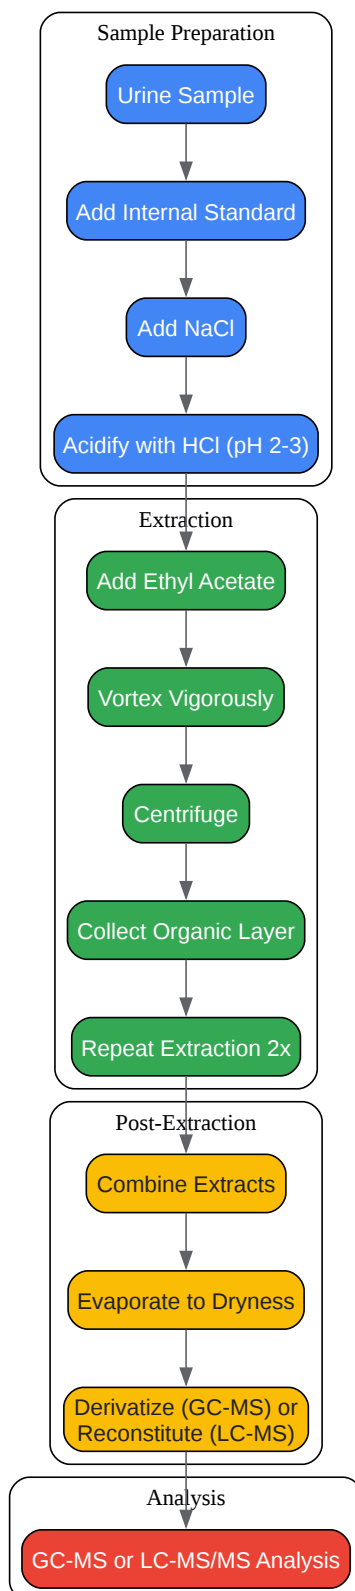 Sample Preparation
Urine Sample
Add Internal Standard
Add NaCl
Acidify with HCl (pH 2-3)
Extraction
Add Ethyl Acetate
Vortex Vigorously
Centrifuge
Collect Organic Layer
Repeat Extraction 2x
Post-Extraction
Combine Extracts
Evaporate to Dryness
Derivatize (GC-MS) or
Reconstitute (LC-MS)
Analysis
GC-MS or LC-MS/MS Analysis